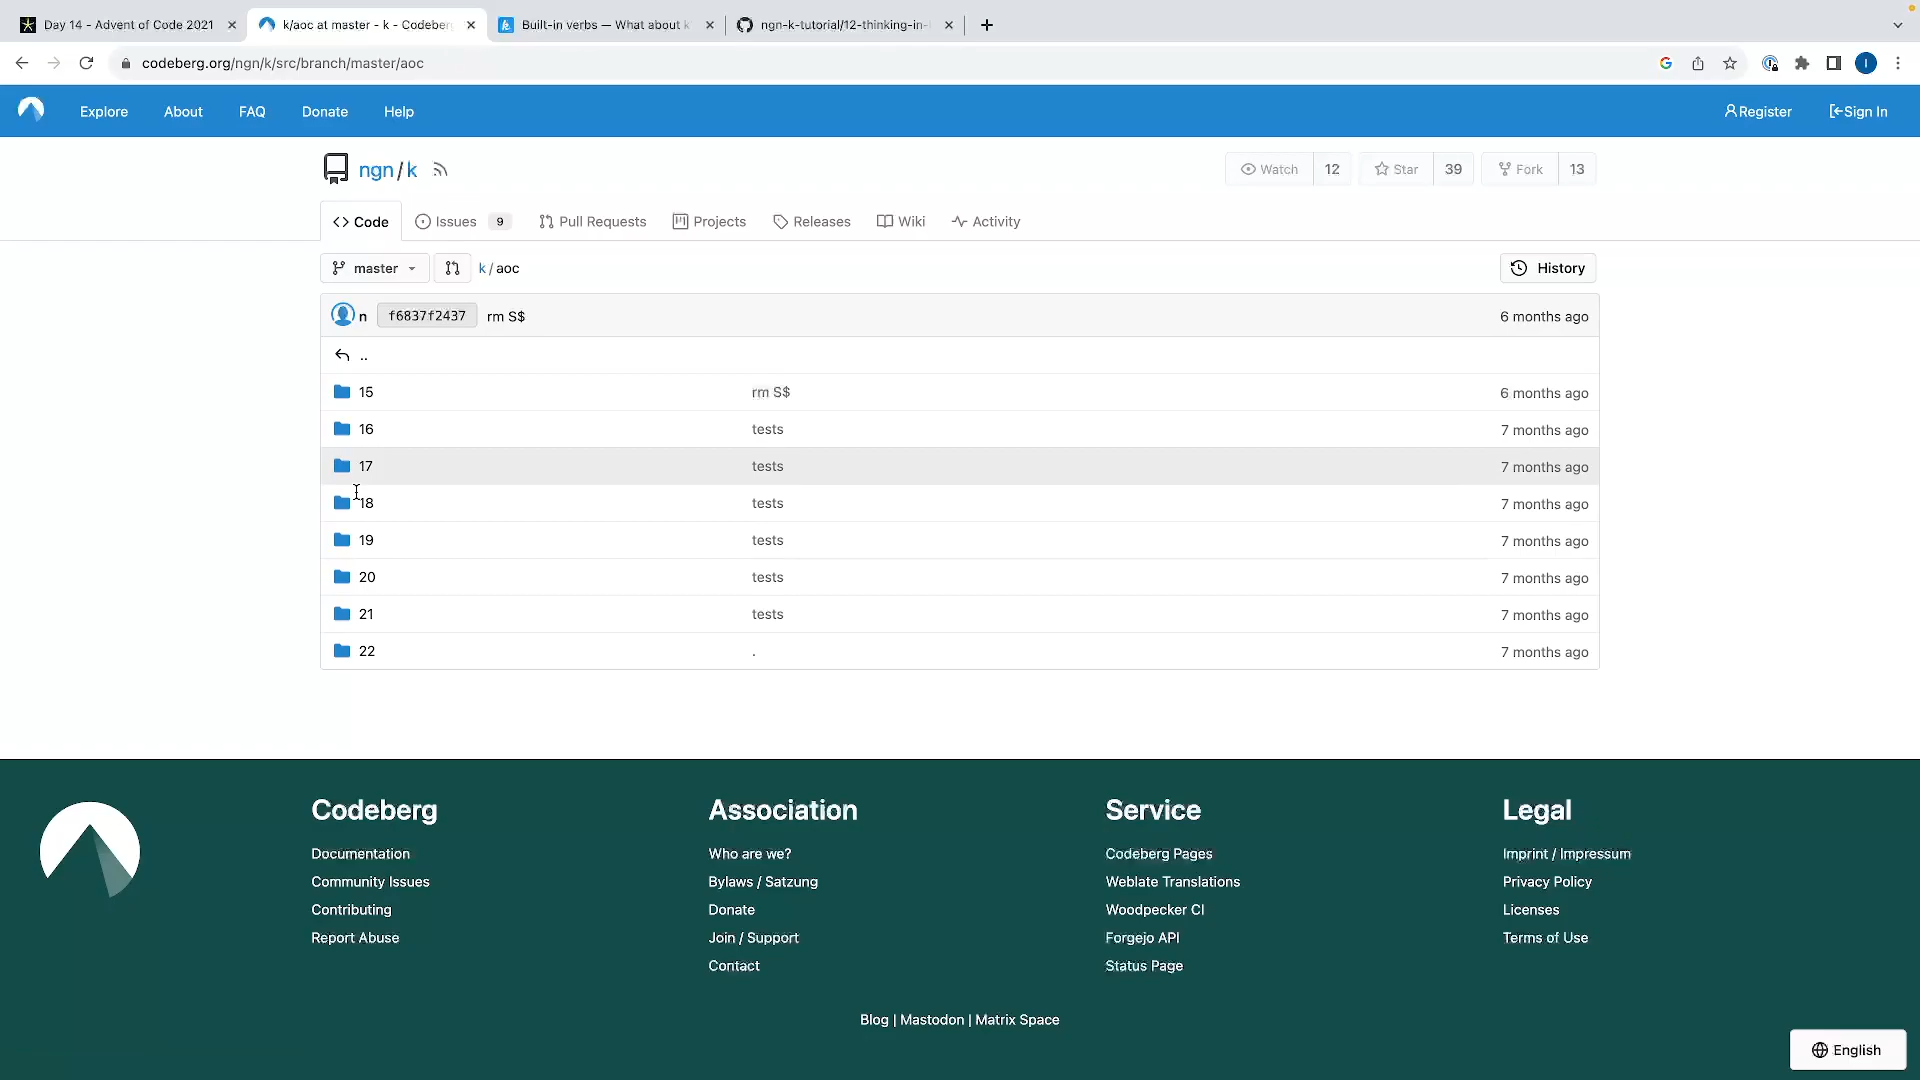 Day 14 - Advent of Code 2021
k/aoc at master - k - Codeber
Built-in verbs — What about k
ngn-k-tutorial/12-thinking-in-
codeberg.org/ngn/k/src/branch/master/aoc
I
Explore About FAQ Donate Help
Register Sign In
ngn/k
Watch 12 Star 39 Fork 13
Code Issues 9 Pull Requests Projects Releases Wiki Activity
master k/aoc History
n f6837f2437 rm S$ 6 months ago
..
15 rm S$ 6 months ago
16 tests 7 months ago
17 tests 7 months ago
18 tests 7 months ago
19 tests 7 months ago
20 tests 7 months ago
21 tests 7 months ago
22 . 7 months ago
Codeberg
Documentation
Community Issues
Contributing
Report Abuse
Association
Who are we?
Bylaws / Satzung
Donate
Join / Support
Contact
Service
Codeberg Pages
Weblate Translations
Woodpecker CI
Forgejo API
Status Page
Legal
Imprint / Impressum
Privacy Policy
Licenses
Terms of Use
Blog | Mastodon | Matrix Space
English